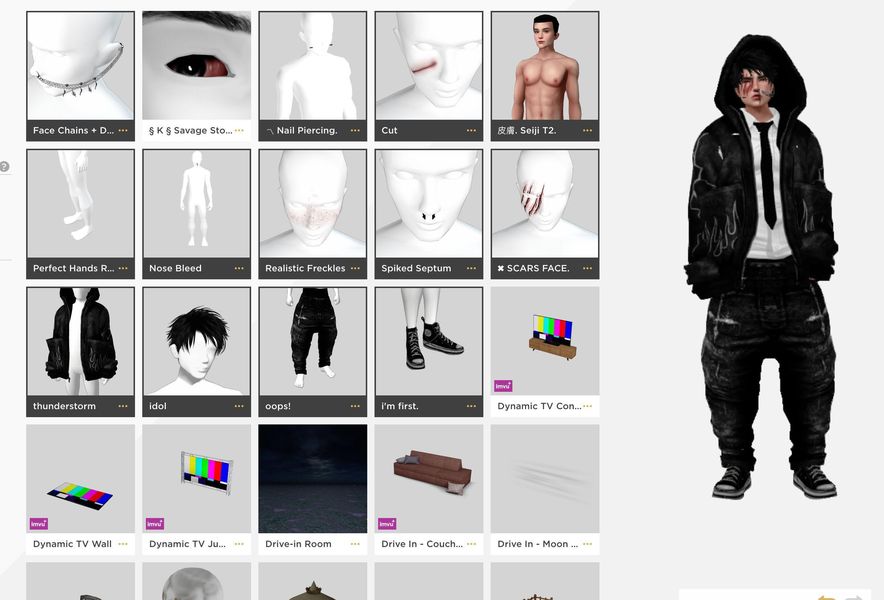 Face Chains + D...
§ K § Savage Sto...
㇏ Nail Piercing.
Cut
皮膚. Seiji T2.
?
Perfect Hands R...
Nose Bleed
Realistic Freckles
Spiked Septum
✖ SCARS FACE.
thunderstorm
idol
oops!
i'm first.
imvu+
Dynamic TV Con...
imvu+
Dynamic TV Wall
imvu+
Dynamic TV Ju...
Drive-in Room
imvu+
Drive In - Couch...
Drive In - Moon ...